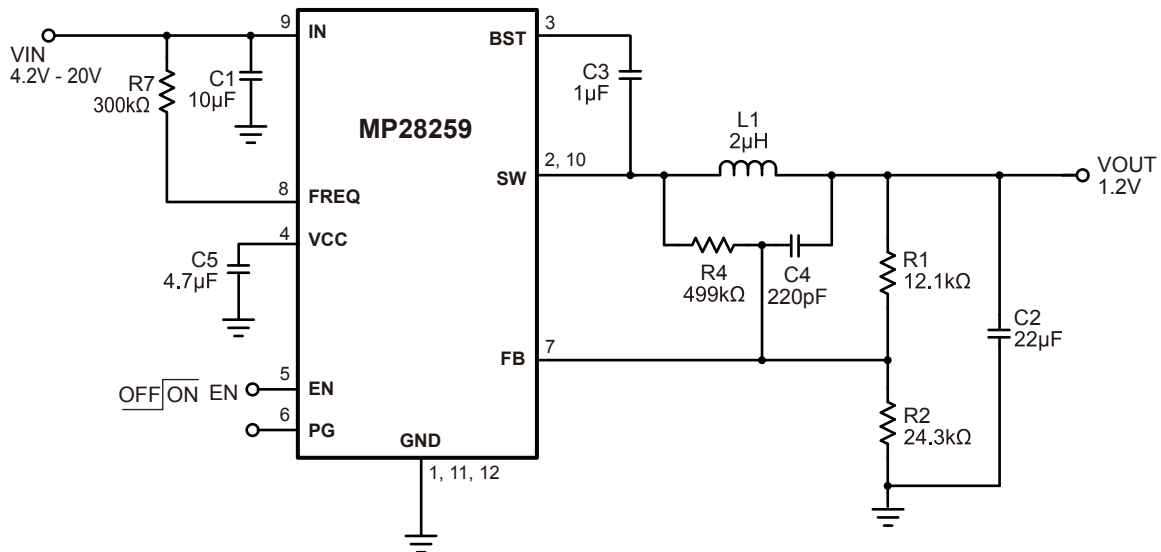 9
IN
3
BST
VIN
4.2V - 20V
R7
300kΩ
C1
10µF
C3
1µF
MP28259
L1
2µH
2, 10
SW
VOUT
1.2V
8
FREQ
4
VCC
C5
4.7µF
R4
499kΩ
C4
220pF
R1
12.1kΩ
C2
22µF
7
FB
OFF ON EN
5
EN
6
PG
R2
24.3kΩ
GND
1, 11, 12